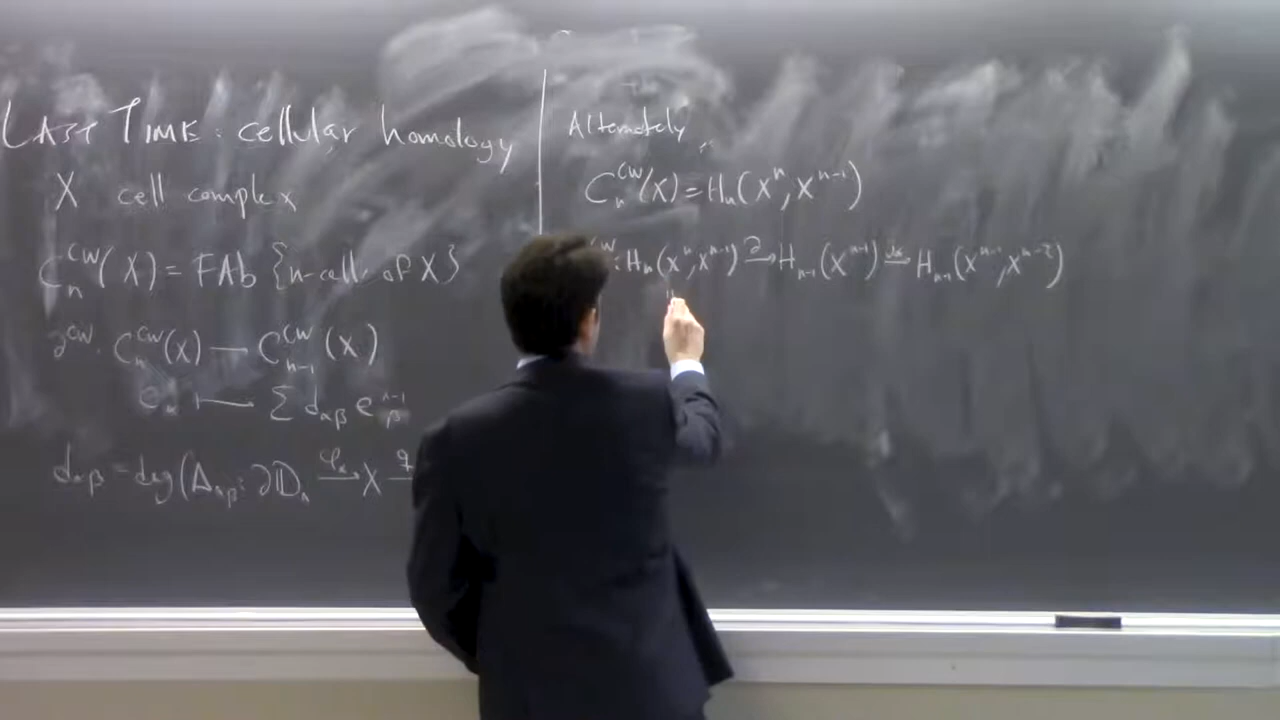 LAST TIME: cellular homology
X cell complex
C_n^{CW}(X) = FAb {n-cells of X}
∂^{CW}: C_n^{CW}(X) → C_{n-1}^{CW}(X)
e_α ↦ Σ d_{αβ} e_β^{n-1}
d_{αβ} = deg(Δ_{αβ}: ∂D_α →^{φ_α} X →^{q}
Alternately,
C_n^{CW}(X) = H_n(X^n, X^{n-1})
: H_n(X^n, X^{n-1}) →^{∂} H_{n-1}(X^{n-1}) → H_{n-1}(X^{n-1}, X^{n-2})